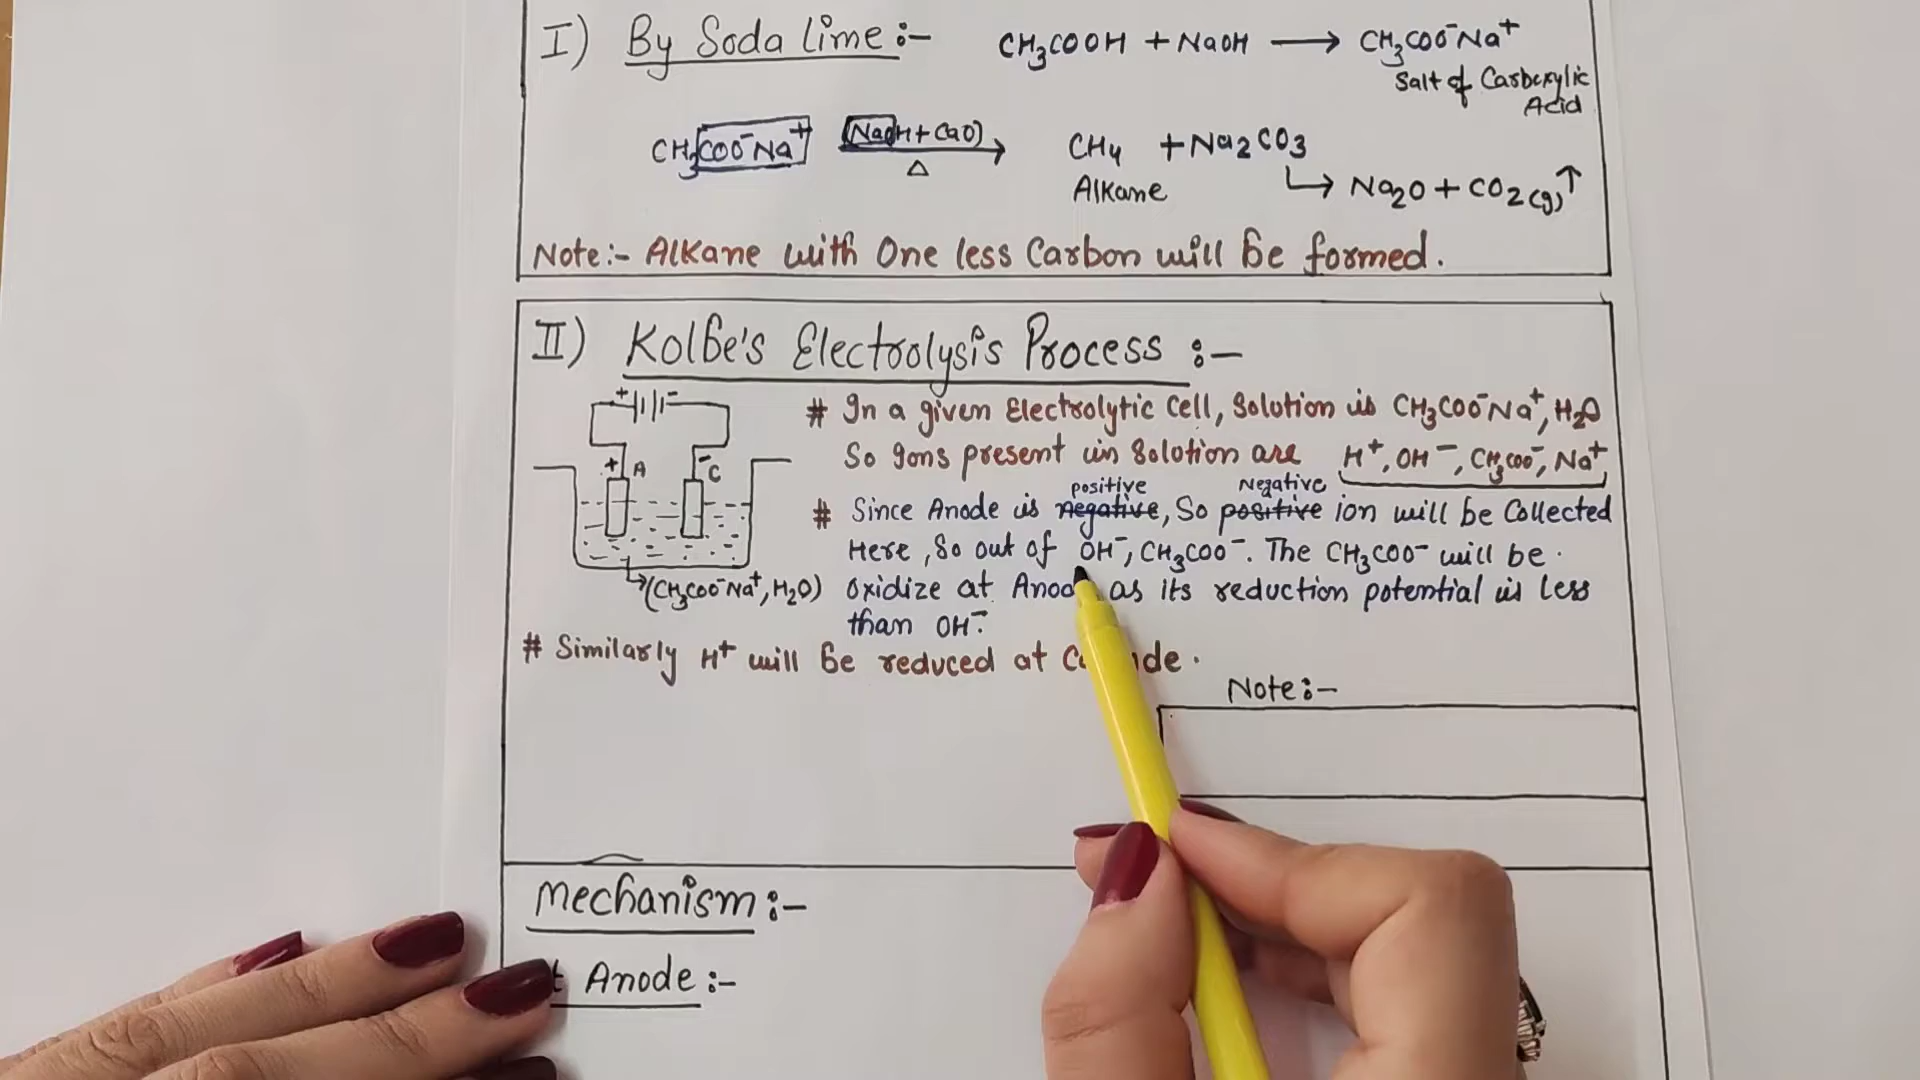 I) By Soda lime :- CH3COOH + NaOH ⟶ CH3COO⁻Na⁺
Salt of Carboxylic
Acid
CH3COO⁻Na⁺ (NaOH + CaO) ⟶ CH4 + Na2CO3
△
Alkane ↳ Na2O + CO2(g)↑
Note:- Alkane with One less Carbon will be formed.
II) Kolbe's Electrolysis Process :-
# In a given Electrolytic Cell, Solution is CH3COO⁻Na⁺, H2O
So Ions present in Solution are H⁺, OH⁻, CH3COO⁻, Na⁺
positive Negative
# Since Anode is negative, So positive ion will be Collected
Here, So out of OH⁻, CH3COO⁻. The CH3COO⁻ will be
oxidize at as its reduction potential is less
than OH⁻.
+ -
+ A - C
(CH3COO⁻Na⁺, H2O)
# Similarly H⁺ will be reduced at
Note:-
Mechanism:-
Anode:-